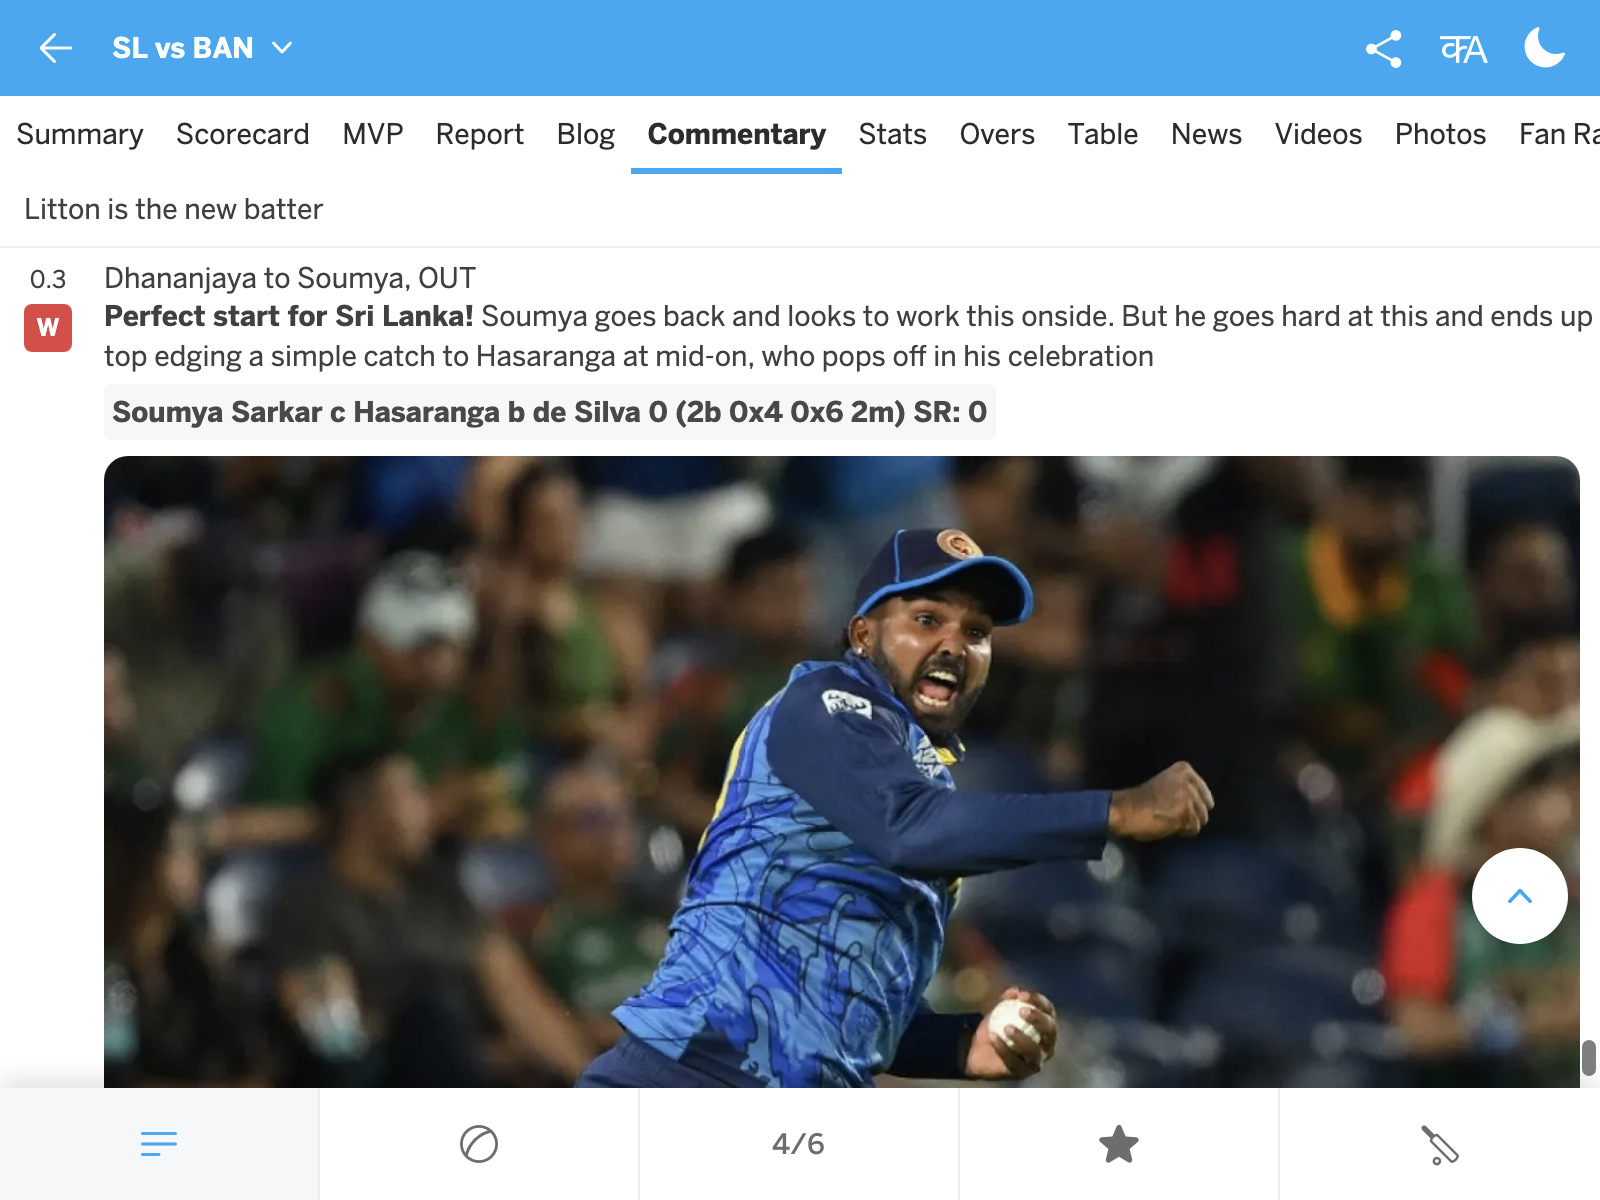 SL vs BAN
कA
Summary Scorecard MVP Report Blog Commentary Stats Overs Table News Videos Photos Fan Ra
Litton is the new batter
0.3 Dhananjaya to Soumya, OUT
W Perfect start for Sri Lanka! Soumya goes back and looks to work this onside. But he goes hard at this and ends up
top edging a simple catch to Hasaranga at mid-on, who pops off in his celebration
Soumya Sarkar c Hasaranga b de Silva 0 (2b 0x4 0x6 2m) SR: 0
4/6